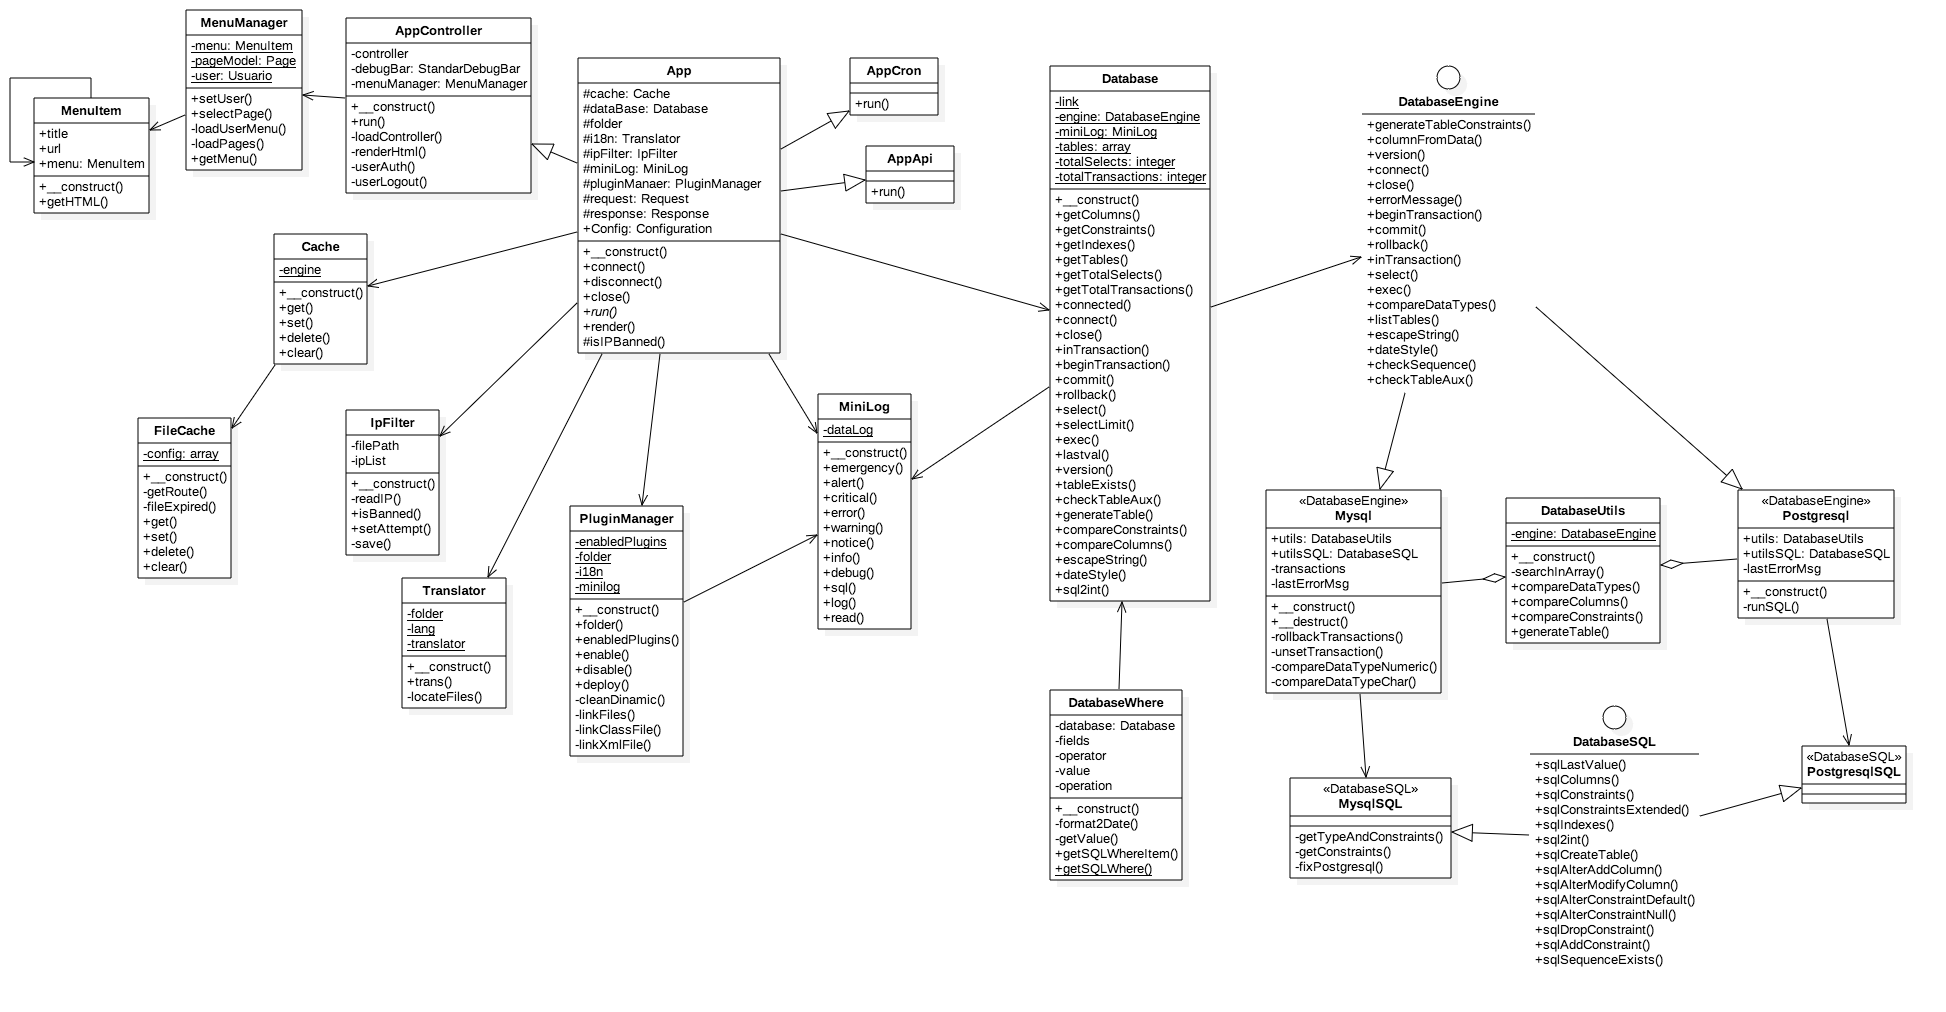 MenuManager
-menu: MenuItem
-pageModel: Page
-user: Usuario
+setUser()
+selectPage()
-loadUserMenu()
-loadPages()
+getMenu()
AppController
-controller
-debugBar: StandarDebugBar
-menuManager: MenuManager
+__construct()
+run()
-loadController()
-renderHtml()
-userAuth()
-userLogout()
MenuItem
+title
+url
+menu: MenuItem
+__construct()
+getHTML()
App
#cache: Cache
#dataBase: Database
#folder
#i18n: Translator
#ipFilter: IpFilter
#miniLog: MiniLog
#pluginManaer: PluginManager
#request: Request
#response: Response
+Config: Configuration
+__construct()
+connect()
+disconnect()
+close()
+run()
+render()
#isIPBanned()
AppCron
+run()
AppApi
+run()
Database
-link
-engine: DatabaseEngine
-miniLog: MiniLog
-tables: array
-totalSelects: integer
-totalTransactions: integer
+__construct()
+getColumns()
+getConstraints()
+getIndexes()
+getTables()
+getTotalSelects()
+getTotalTransactions()
+connected()
+connect()
+close()
+inTransaction()
+beginTransaction()
+commit()
+rollback()
+select()
+selectLimit()
+exec()
+lastval()
+version()
+tableExists()
+checkTableAux()
+generateTable()
+compareConstraints()
+compareColumns()
+escapeString()
+dateStyle()
+sql2int()
DatabaseEngine
+generateTableConstraints()
+columnFromData()
+version()
+connect()
+close()
+errorMessage()
+beginTransaction()
+commit()
+rollback()
+inTransaction()
+select()
+exec()
+compareDataTypes()
+listTables()
+escapeString()
+dateStyle()
+checkSequence()
+checkTableAux()
Cache
-engine
+__construct()
+get()
+set()
+delete()
+clear()
FileCache
-config: array
+__construct()
-getRoute()
-fileExpired()
+get()
+set()
+delete()
+clear()
IpFilter
-filePath
-ipList
+__construct()
-readIP()
+isBanned()
+setAttempt()
-save()
Translator
-folder
-lang
-translator
+__construct()
+trans()
-locateFiles()
PluginManager
-enabledPlugins
-folder
-i18n
-minilog
+__construct()
+folder()
+enabledPlugins()
+enable()
+disable()
+deploy()
-cleanDinamic()
-linkFiles()
-linkClassFile()
-linkXmlFile()
MiniLog
-dataLog
+__construct()
+emergency()
+alert()
+critical()
+error()
+warning()
+notice()
+info()
+debug()
+sql()
+log()
+read()
DatabaseWhere
-database: Database
-fields
-operator
-value
-operation
+__construct()
-format2Date()
-getValue()
+getSQLWhereItem()
+getSQLWhere()
«DatabaseEngine»
Mysql
+utils: DatabaseUtils
+utilsSQL: DatabaseSQL
-transactions
-lastErrorMsg
+__construct()
+__destruct()
-rollbackTransactions()
-unsetTransaction()
-compareDataTypeNumeric()
-compareDataTypeChar()
DatabaseUtils
-engine: DatabaseEngine
+__construct()
-searchInArray()
+compareDataTypes()
+compareColumns()
+compareConstraints()
+generateTable()
«DatabaseEngine»
Postgresql
+utils: DatabaseUtils
+utilsSQL: DatabaseSQL
-lastErrorMsg
+__construct()
-runSQL()
«DatabaseSQL»
MysqlSQL
-getTypeAndConstraints()
-getConstraints()
-fixPostgresql()
DatabaseSQL
+sqlLastValue()
+sqlColumns()
+sqlConstraints()
+sqlConstraintsExtended()
+sqlIndexes()
+sql2int()
+sqlCreateTable()
+sqlAlterAddColumn()
+sqlAlterModifyColumn()
+sqlAlterConstraintDefault()
+sqlAlterConstraintNull()
+sqlDropConstraint()
+sqlAddConstraint()
+sqlSequenceExists()
«DatabaseSQL»
PostgresqlSQL